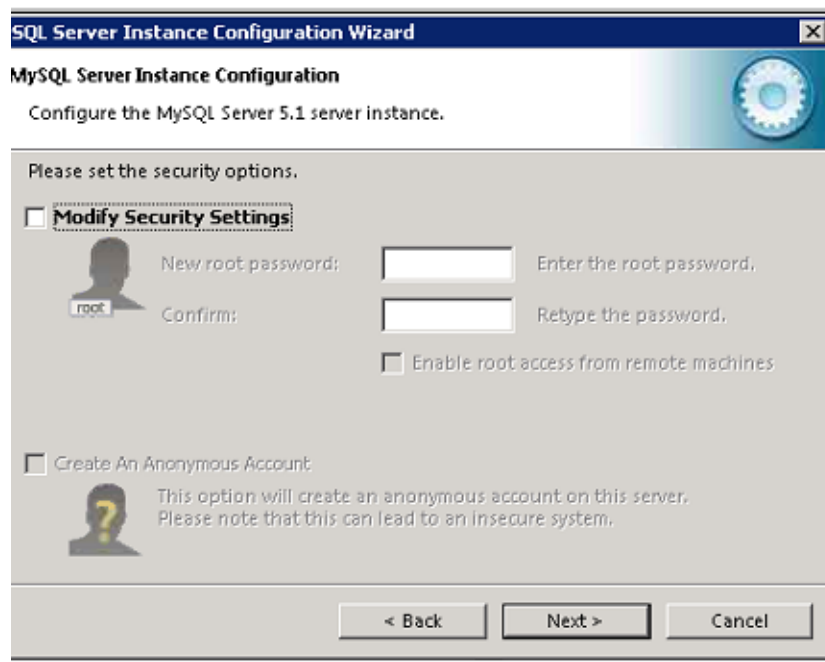 SQL Server Instance Configuration Wizard
MySQL Server Instance Configuration
Configure the MySQL Server 5.1 server instance.
Please set the security options.
Modify Security Settings
New root password: Enter the root password.
root
Confirm: Retype the password.
Enable root access from remote machines
Create An Anonymous Account
This option will create an anonymous account on this server.
Please note that this can lead to an insecure system.
< Back Next > Cancel